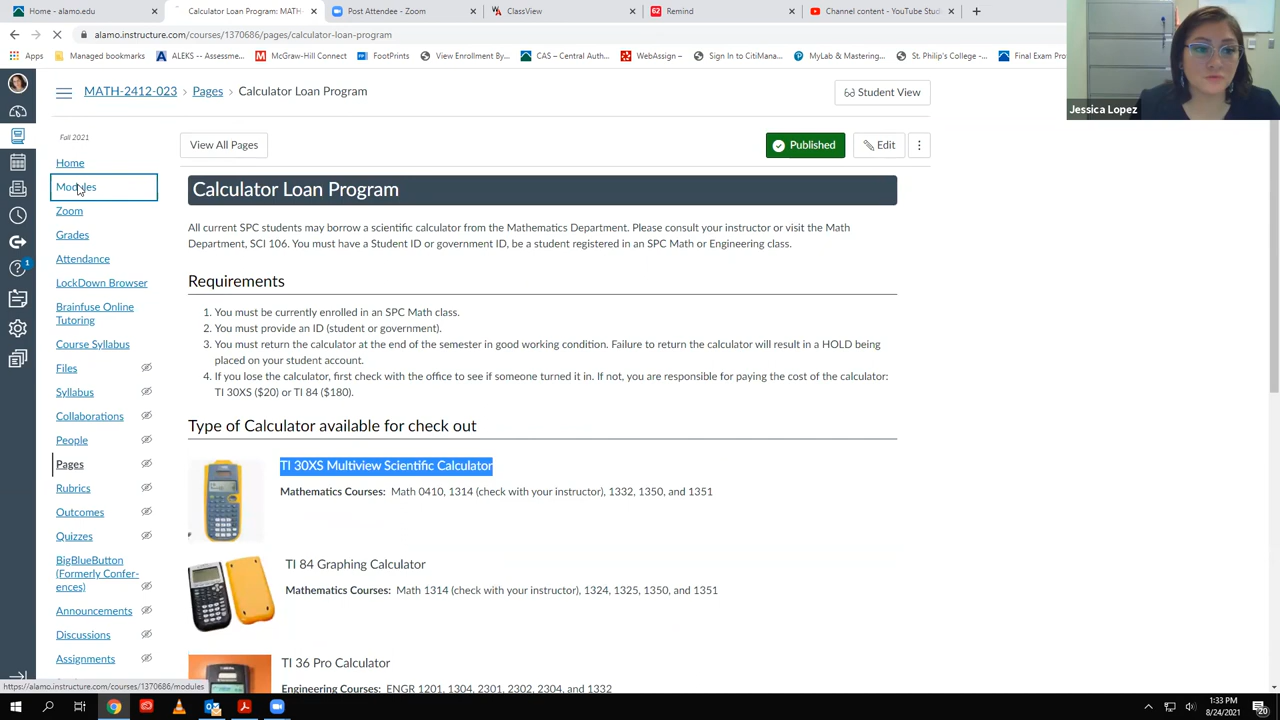 Home - alamo.edu
Calculator Loan Program: MATH-
Post Attendee - Zoom
ClassView
Remind
Channel content - YouTube Stud
alamo.instructure.com/courses/1370686/pages/calculator-loan-program
Managed bookmarks
ALEKS -- Assessme...
McGraw-Hill Connect
FootPrints
View Enrollment By...
CAS – Central Auth...
WebAssign –
Sign In to CitiMana...
MyLab & Mastering...
St. Philip's College -...
Final Exam Pro
Jessica Lopez
MATH-2412-023 › Pages › Calculator Loan Program
Student View
Fall 2021
Home
Modules
Zoom
Grades
Attendance
LockDown Browser
Brainfuse Online
Tutoring
Course Syllabus
Files
Syllabus
Collaborations
People
Pages
Rubrics
Outcomes
Quizzes
BigBlueButton
(Formerly Confer-
ences)
Announcements
Discussions
Assignments
View All Pages
Published
Edit
Calculator Loan Program
All current SPC students may borrow a scientific calculator from the Mathematics Department. Please consult your instructor or visit the Math
Department, SCI 106. You must have a Student ID or government ID, be a student registered in an SPC Math or Engineering class.
Requirements
1. You must be currently enrolled in an SPC Math class.
2. You must provide an ID (student or government).
3. You must return the calculator at the end of the semester in good working condition. Failure to return the calculator will result in a HOLD being
placed on your student account.
4. If you lose the calculator, first check with the office to see if someone turned it in. If not, you are responsible for paying the cost of the calculator:
TI 30XS ($20) or TI 84 ($180).
Type of Calculator available for check out
TI 30XS Multiview Scientific Calculator
Mathematics Courses: Math 0410, 1314 (check with your instructor), 1332, 1350, and 1351
TI 84 Graphing Calculator
Mathematics Courses: Math 1314 (check with your instructor), 1324, 1325, 1350, and 1351
TI 36 Pro Calculator
Engineering Courses: ENGR 1201, 1304, 2301, 2302, 2304, and 1332
https://alamo.instructure.com/courses/1370686/modules
1:33 PM
8/24/2021
20